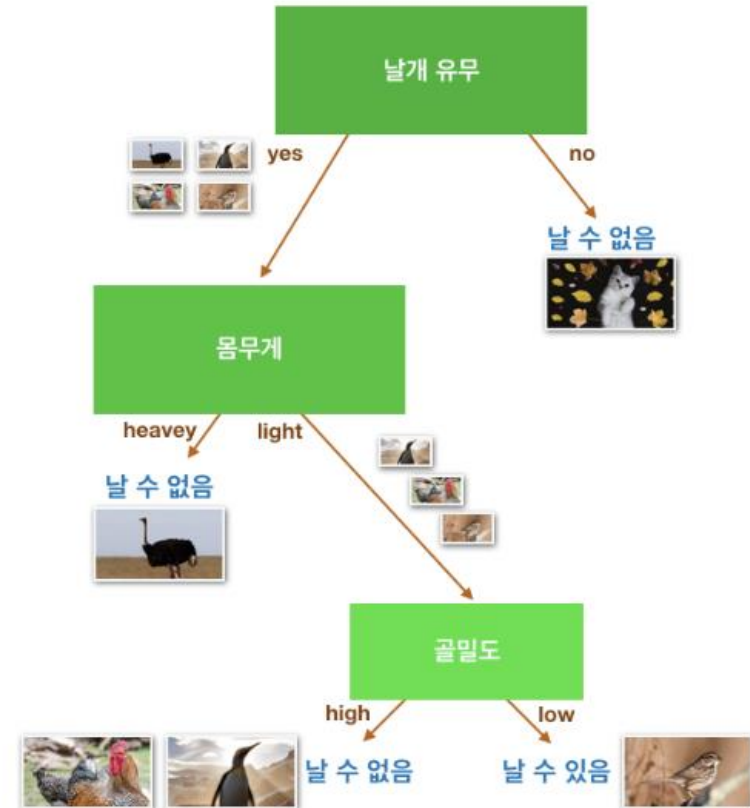 날개 유무
yes
no
날 수 없음
몸무게
heavey
light
날 수 없음
골밀도
high
low
날 수 없음
날 수 있음